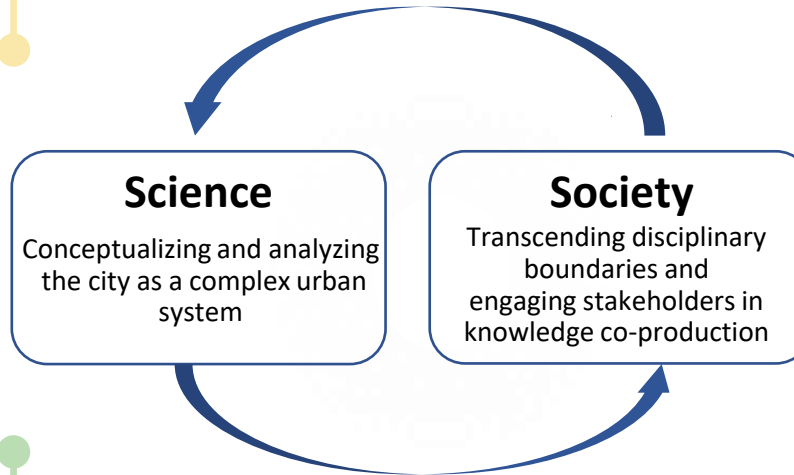 Science
Conceptualizing and analyzing
the city as a complex urban
system
Society
Transcending disciplinary
boundaries and
engaging stakeholders in
knowledge co-production